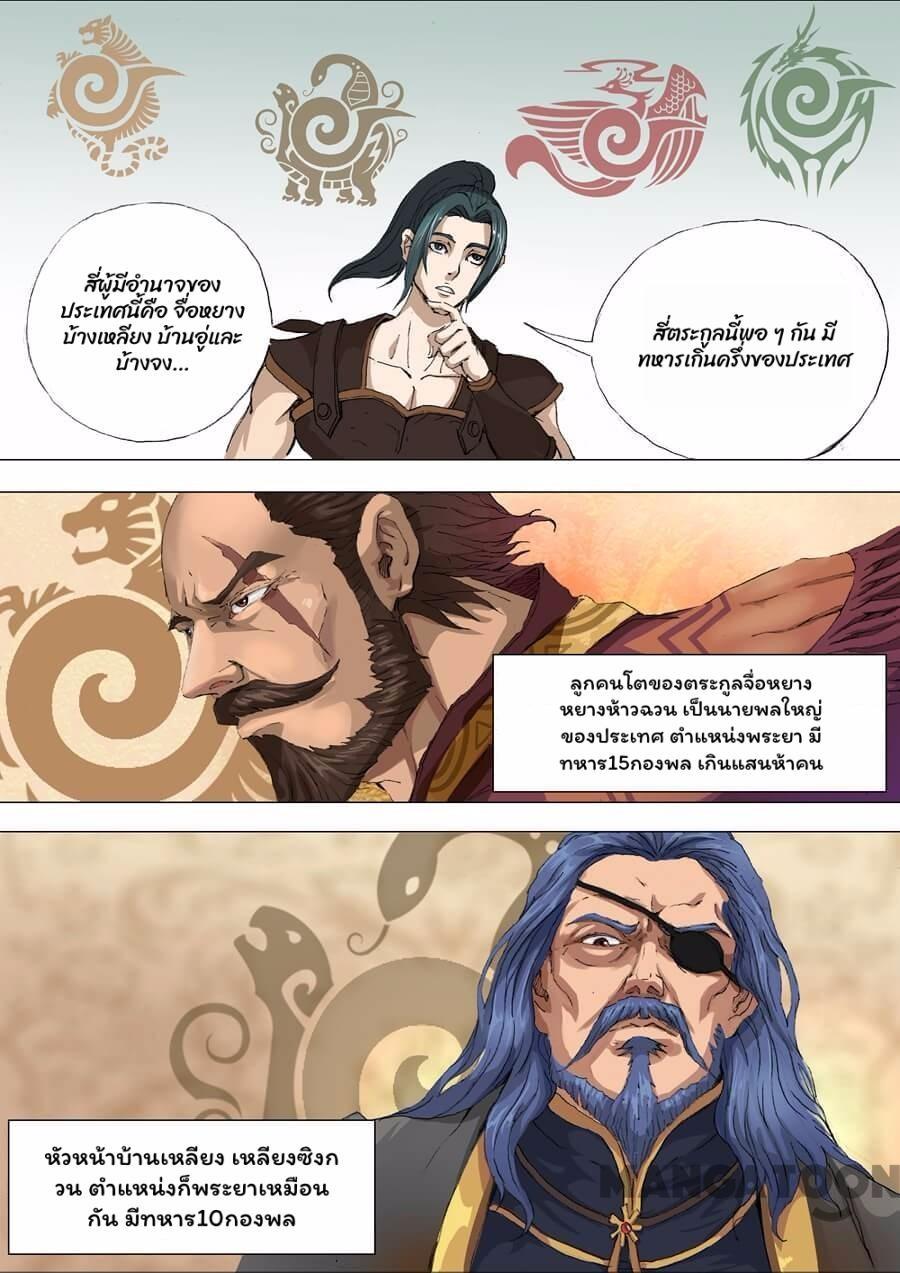 สี่ผู้มีอำนาจของ
ประเทศนี้คือ จื่อหยาง
บ้างเหลียง บ้านอู่และ
บ้างจง...
สี่ตระกูลนี้พอ ๆ กัน มี
ทหารเกินครึ่งของประเทศ
ลูกคนโตของตระกูลจื่อหยาง
หยางห้าวฉวน เป็นนายพลใหญ่
ของประเทศ ตำแหน่งพระยา มี
ทหาร15กองพล เกินแสนห้าคน
หัวหน้าบ้านเหลียง เหลียงซิงก
วน ตำแหน่งก็พระยาเหมือน
กัน มีทหาร10กองพล
MANGATOON